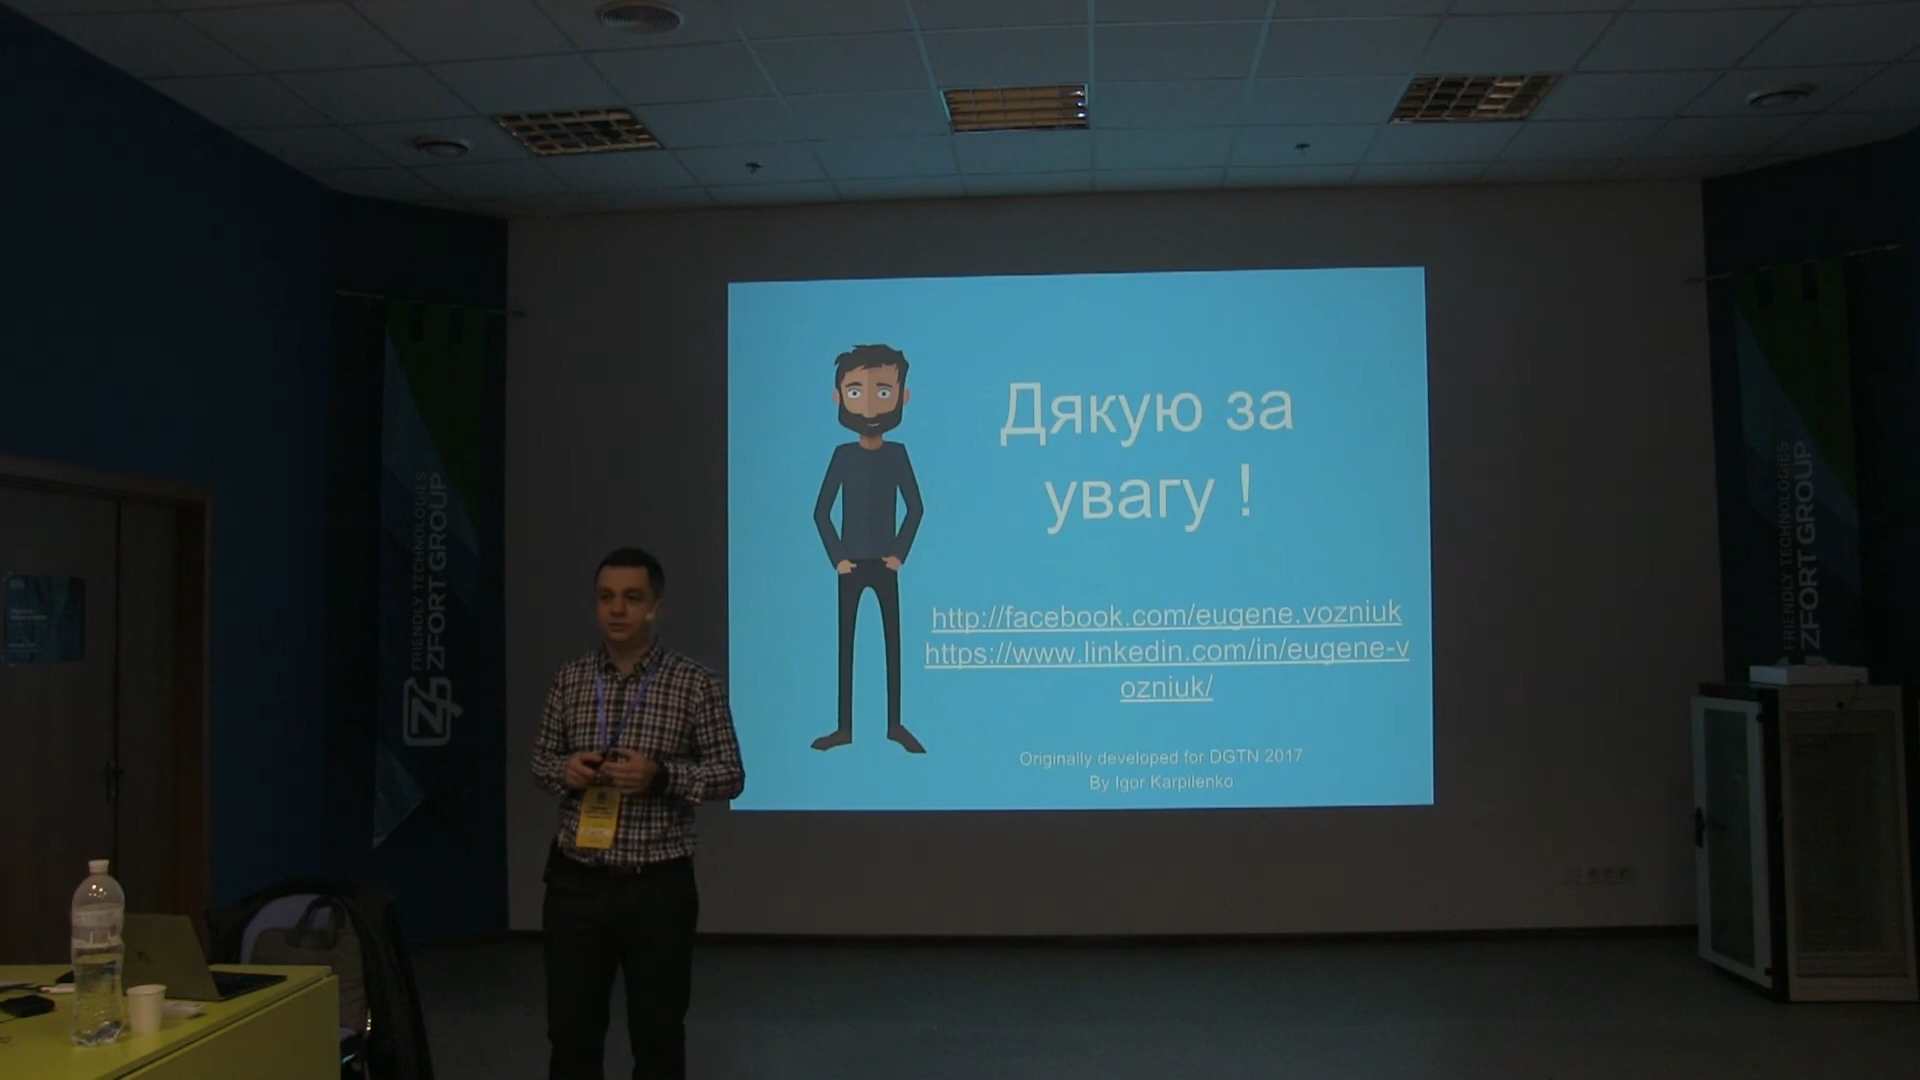 Дякую за
увагу !
http://facebook.com/eugene.vozniuk
https://www.linkedin.com/in/eugene-v
ozniuk/
Originally developed for DGTN 2017
By Igor Karpilenko
FRIENDLY TECHNOLOGIES
ZFORT GROUP
FRIENDLY TECHNOLOGIES
ZFORT GROUP